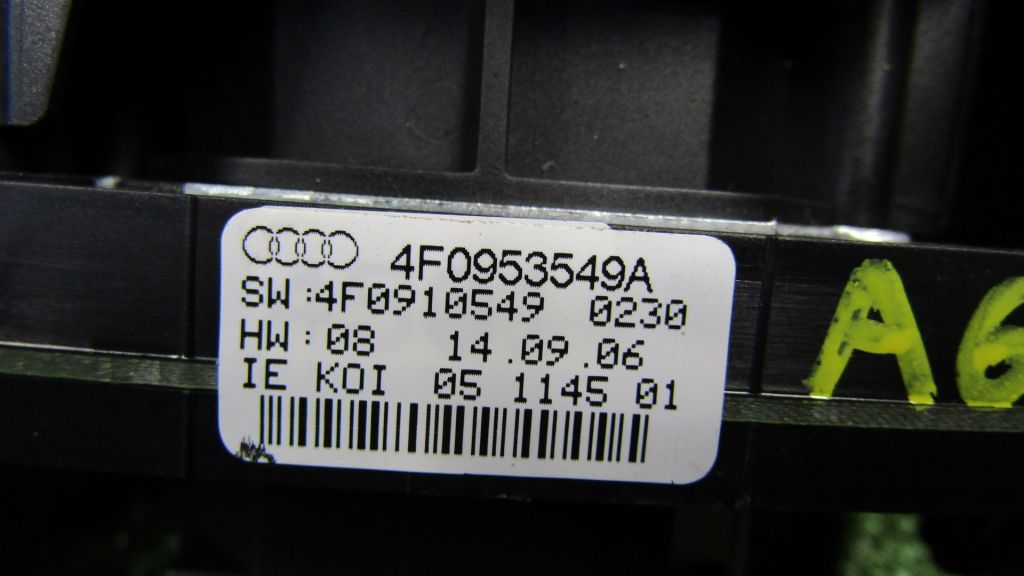 4F0953549A
SW :4F0910549 0230
HW : 08 14 .09 .06
IE KOI 05 1145 01
A6